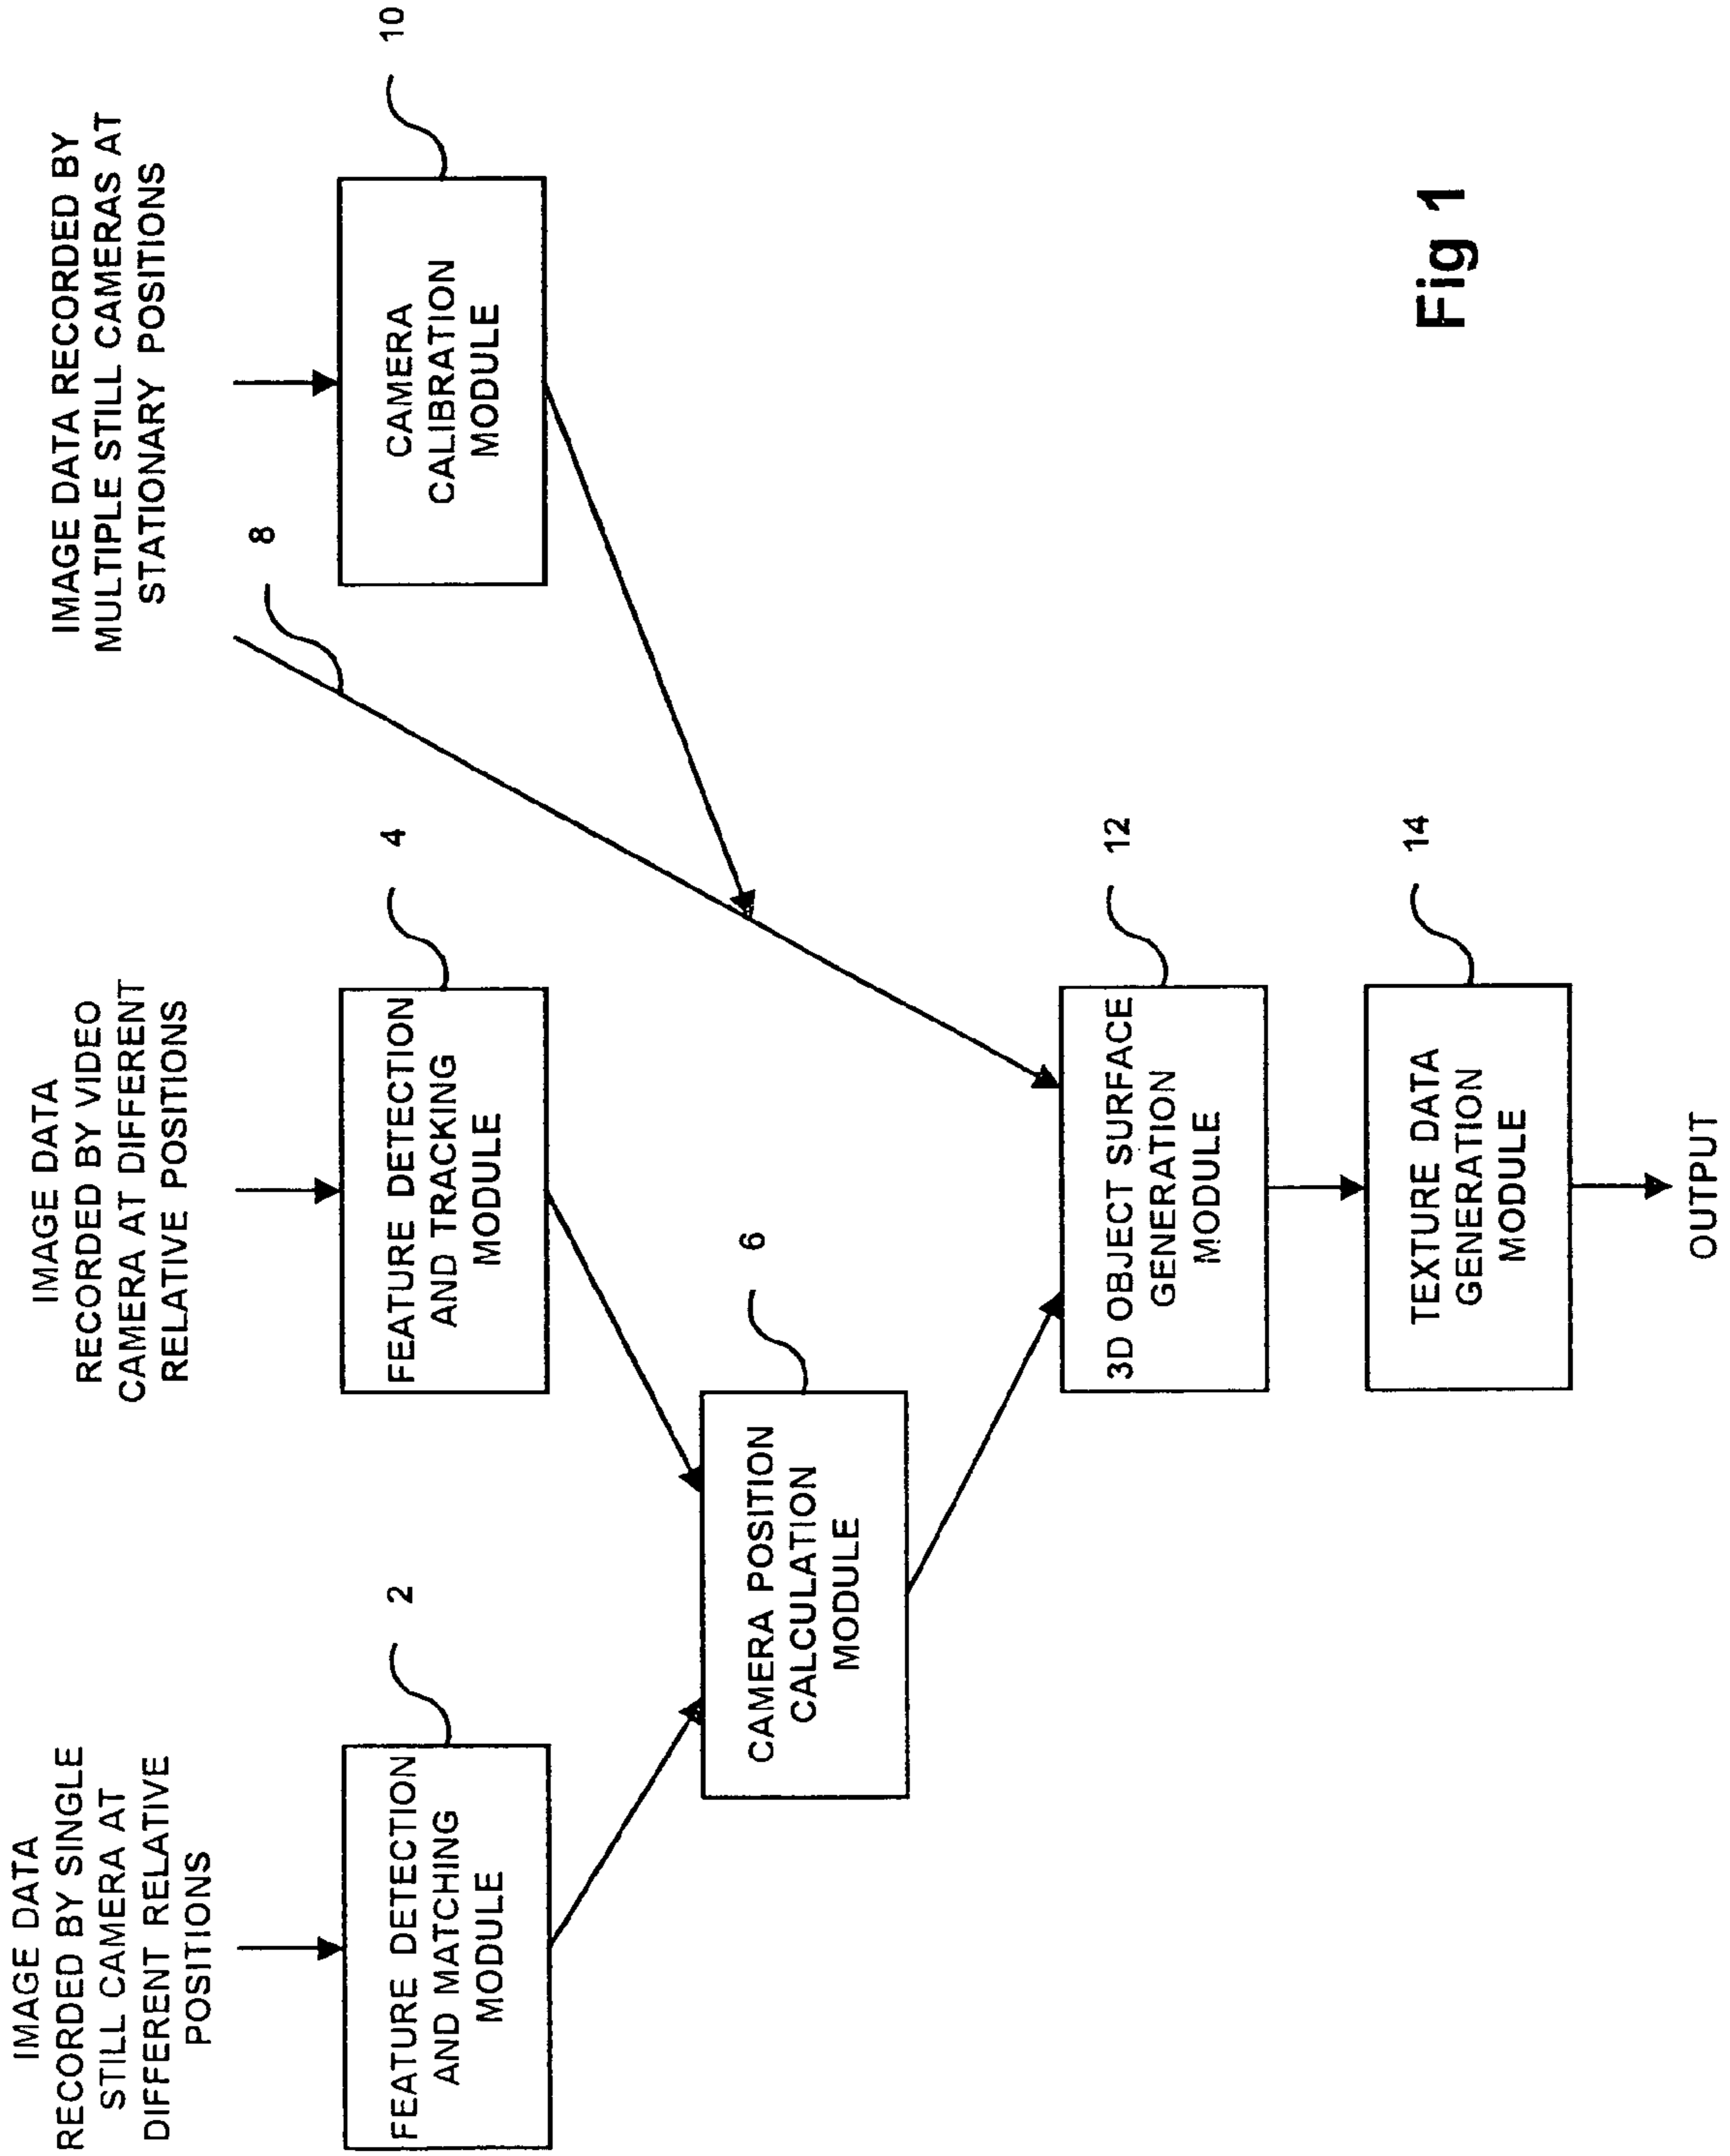 IMAGE DATA
RECORDED BY SINGLE
STILL CAMERA AT
DIFFERENT RELATIVE
POSITIONS
IMAGE DATA
RECORDED BY VIDEO
CAMERA AT DIFFERENT
RELATIVE POSITIONS
IMAGE DATA RECORDED BY
MULTIPLE STILL CAMERAS AT
STATIONARY POSITIONS
2
FEATURE DETECTION
AND MATCHING
MODULE
4
FEATURE DETECTION
AND TRACKING
MODULE
8
10
CAMERA
CALIBRATION
MODULE
6
CAMERA POSITION
CALCULATION
MODULE
12
3D OBJECT SURFACE
GENERATION
MODULE
14
TEXTURE DATA
GENERATION
MODULE
OUTPUT
Fig 1